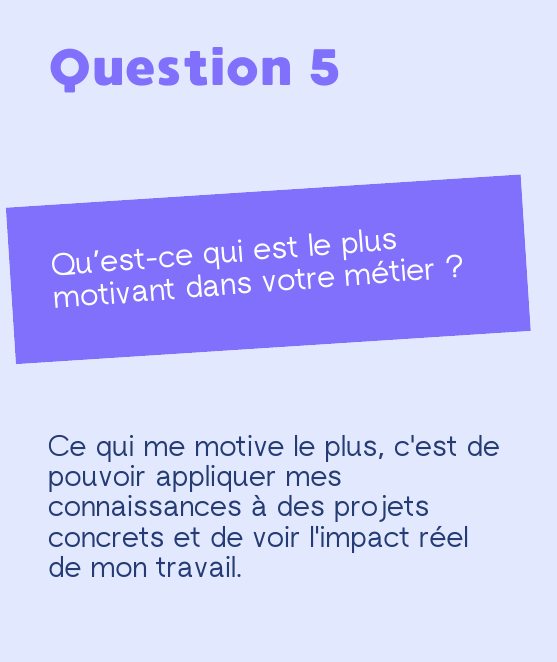 Question 5
Qu’est-ce qui est le plus
motivant dans votre métier ?
Ce qui me motive le plus, c'est de
pouvoir appliquer mes
connaissances à des projets
concrets et de voir l'impact réel
de mon travail.